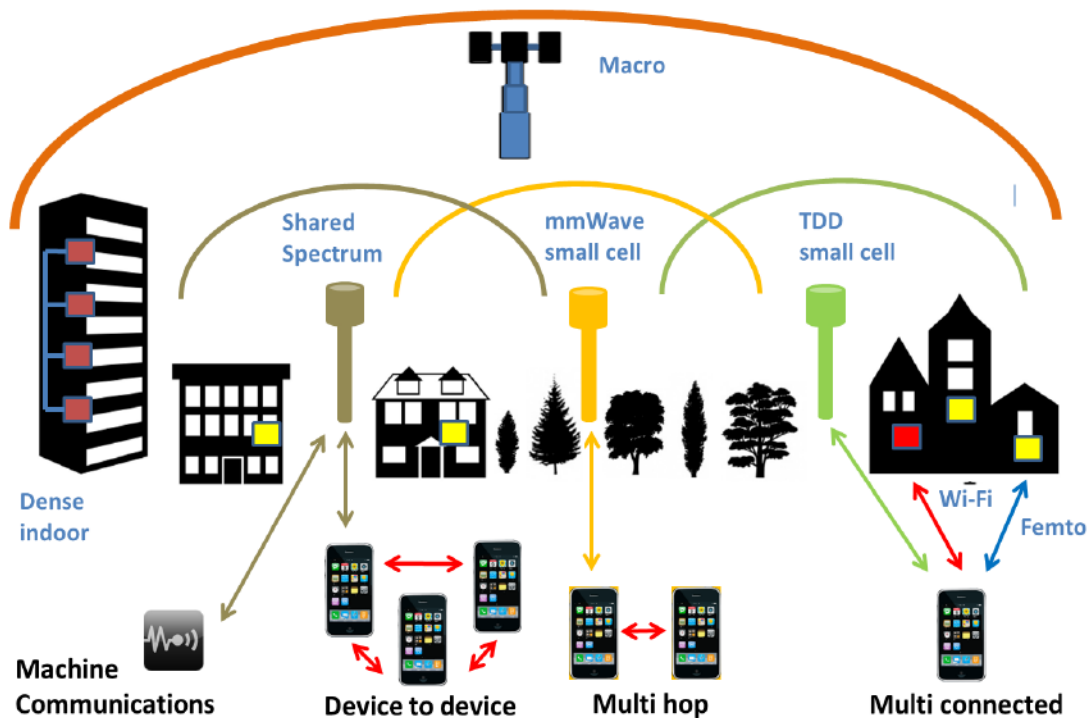 Macro
Shared
Spectrum
mmWave
small cell
TDD
small cell
Dense
indoor
Wi-Fi
Femto
Machine
Communications
Device to device
Multi hop
Multi connected